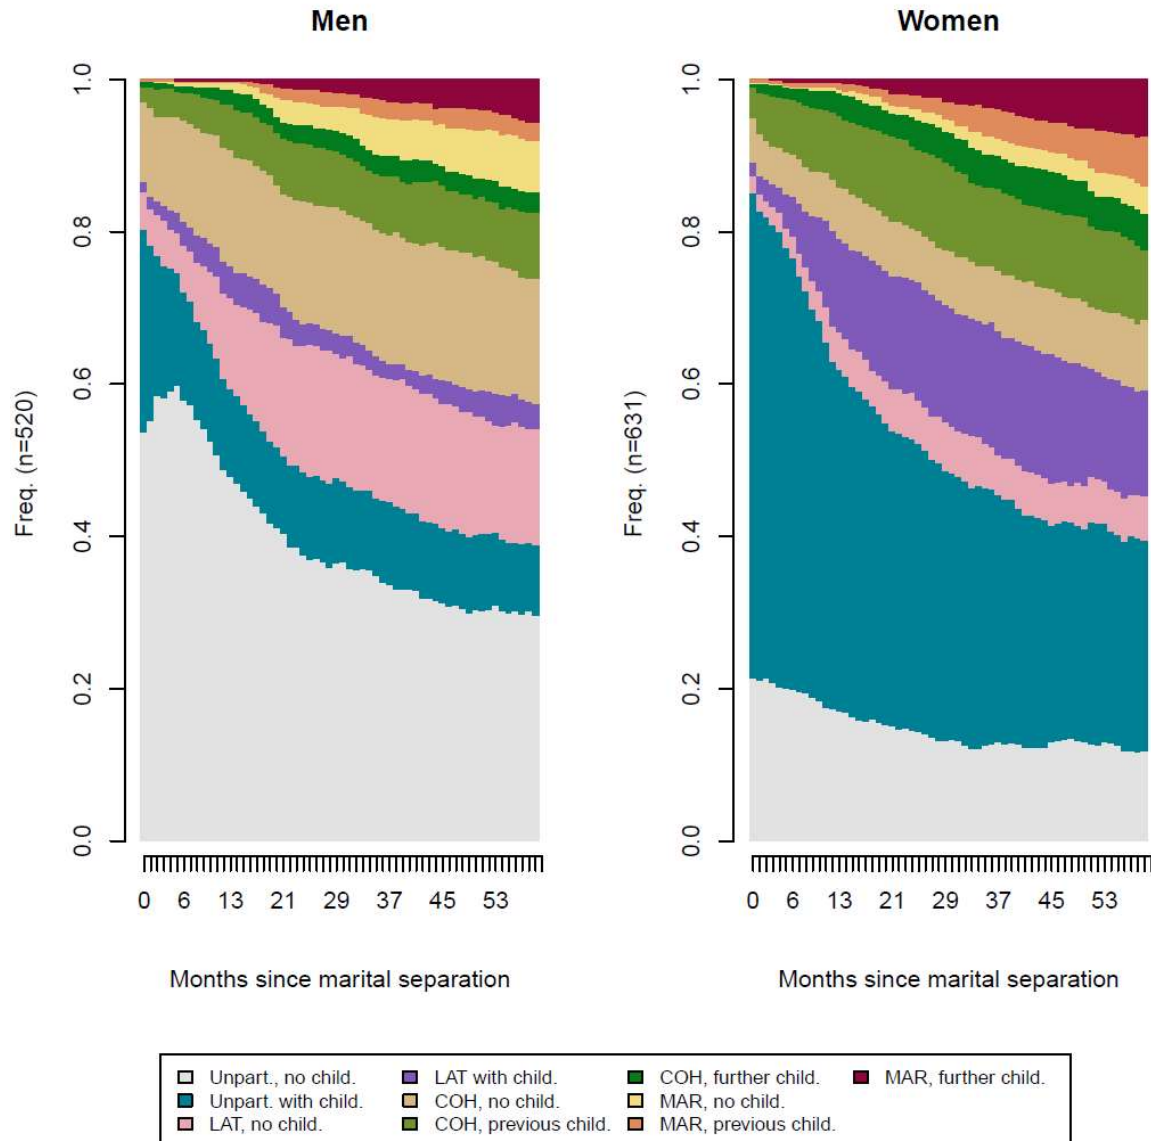 Men
Women
Freq. (n=520)
0.0 0.2 0.4 0.6 0.8 1.0
0 6 13 21 29 37 45 53
Months since marital separation
Freq. (n=631)
0.0 0.2 0.4 0.6 0.8 1.0
0 6 13 21 29 37 45 53
Months since marital separation
Unpart., no child.
Unpart. with child.
LAT, no child.
LAT with child.
COH, no child.
COH, previous child.
COH, further child.
MAR, no child.
MAR, previous child.
MAR, further child.